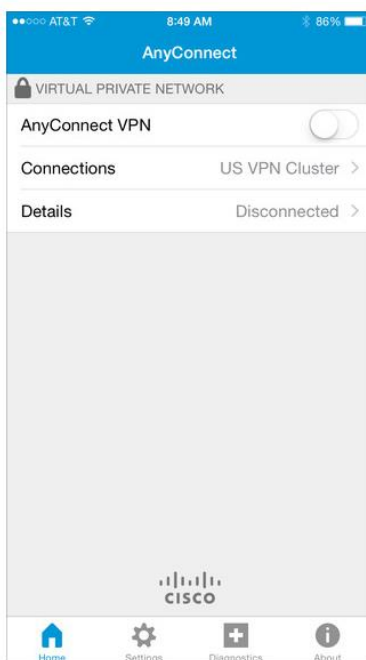 AT&T 8:49 AM 86%
AnyConnect
VIRTUAL PRIVATE NETWORK
AnyConnect VPN
Connections US VPN Cluster >
Details Disconnected >
CISCO
Home Settings Diagnostics About